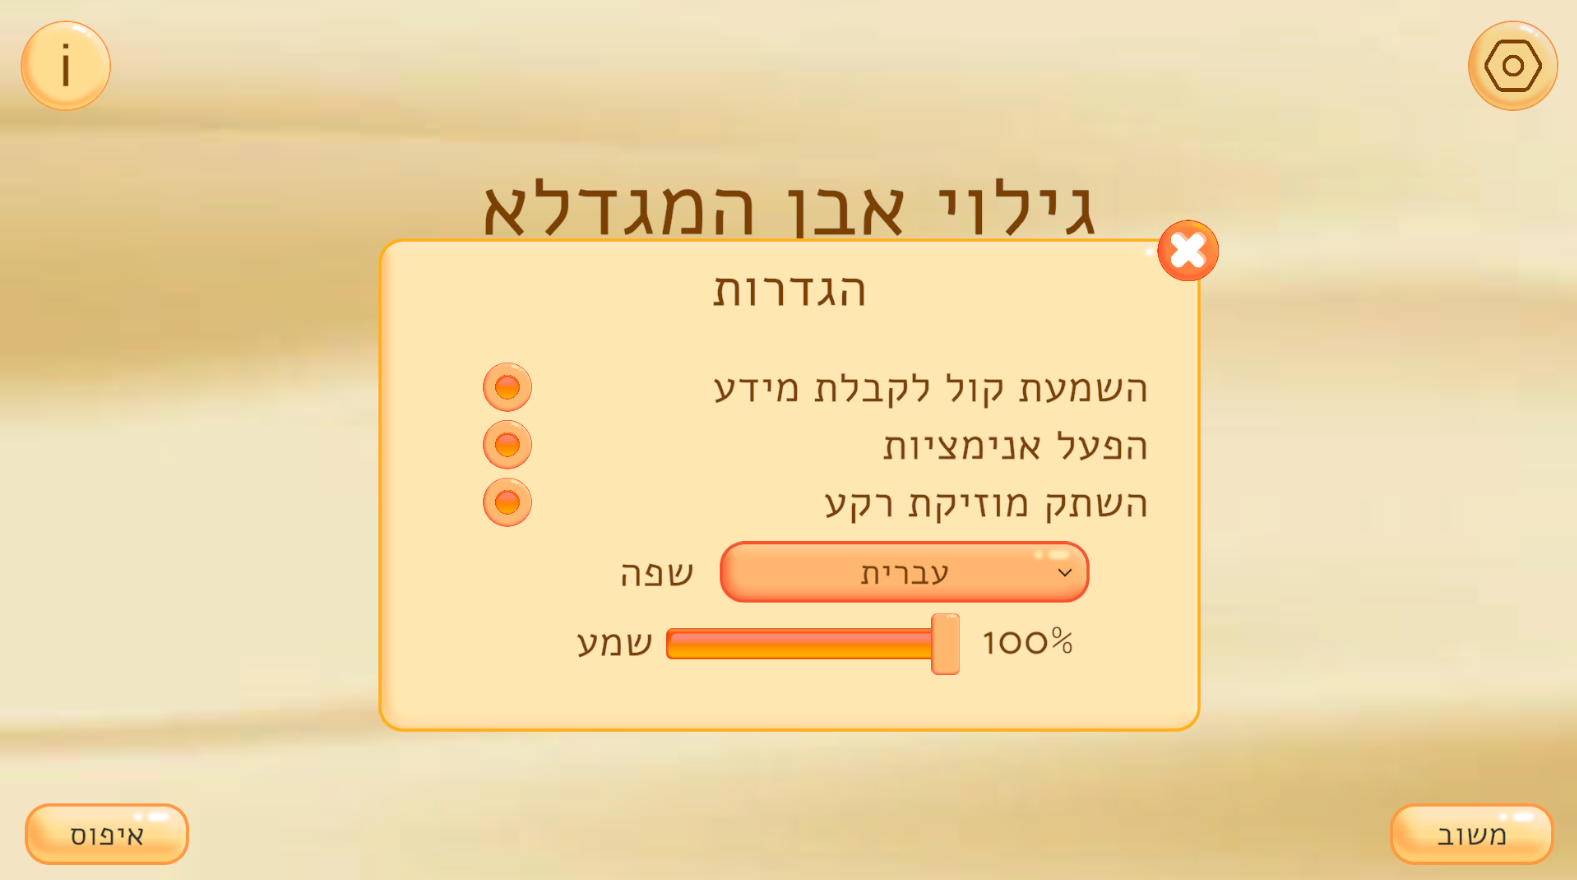 i
גילוי אבן המגדלא
הגדרות
השמעת קול לקבלת מידע
הפעל אנימציות
השתק מוזיקת רקע
שפה עברית
שמע 100%
איפוס
משוב